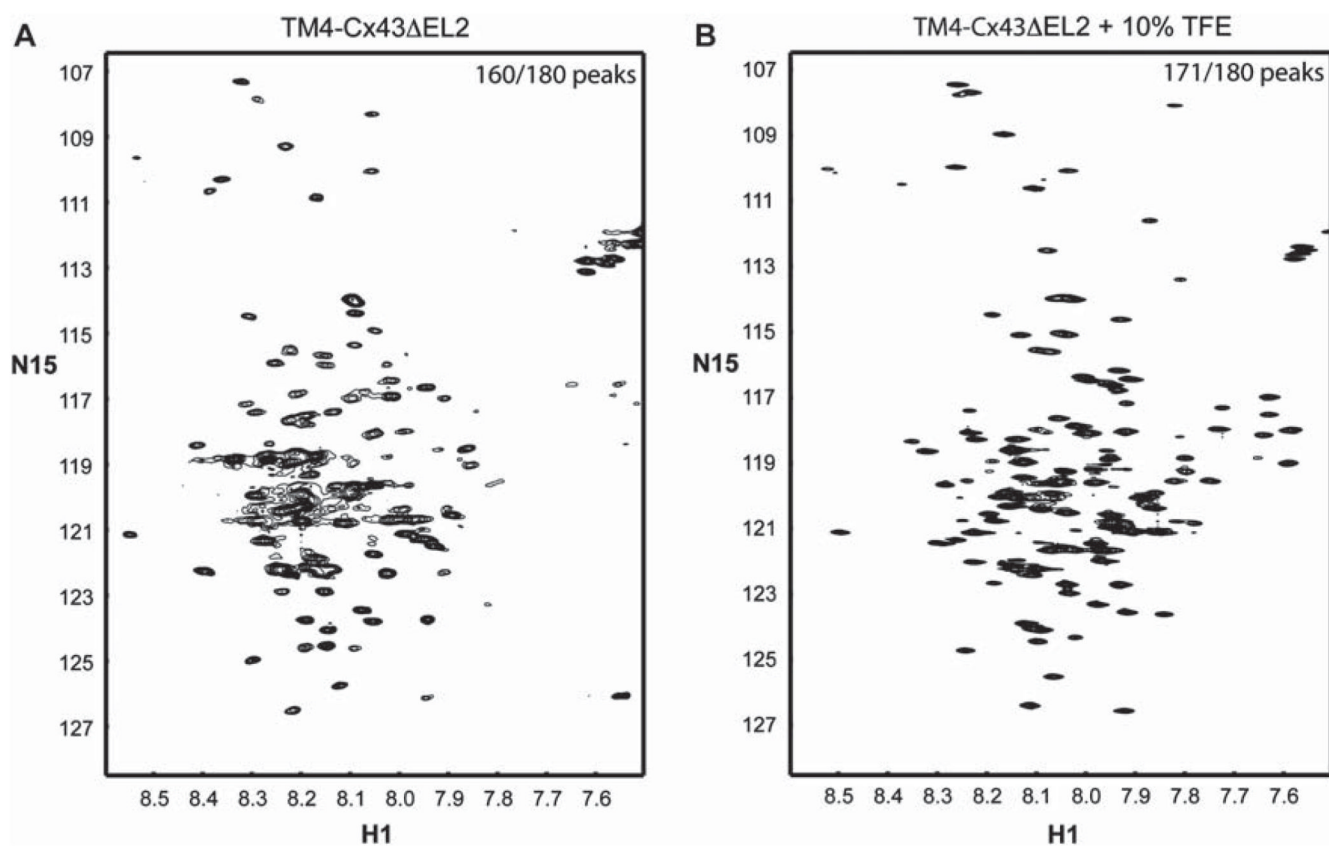 A
TM4-Cx43ΔEL2
160/180 peaks
107
109
111
113
115
N15
117
119
121
123
125
127
8.5 8.4 8.3 8.2 8.1 8.0 7.9 7.8 7.7 7.6
H1
B
TM4-Cx43ΔEL2 + 10% TFE
171/180 peaks
107
109
111
113
115
N15
117
119
121
123
125
127
8.5 8.4 8.3 8.2 8.1 8.0 7.9 7.8 7.7 7.6
H1